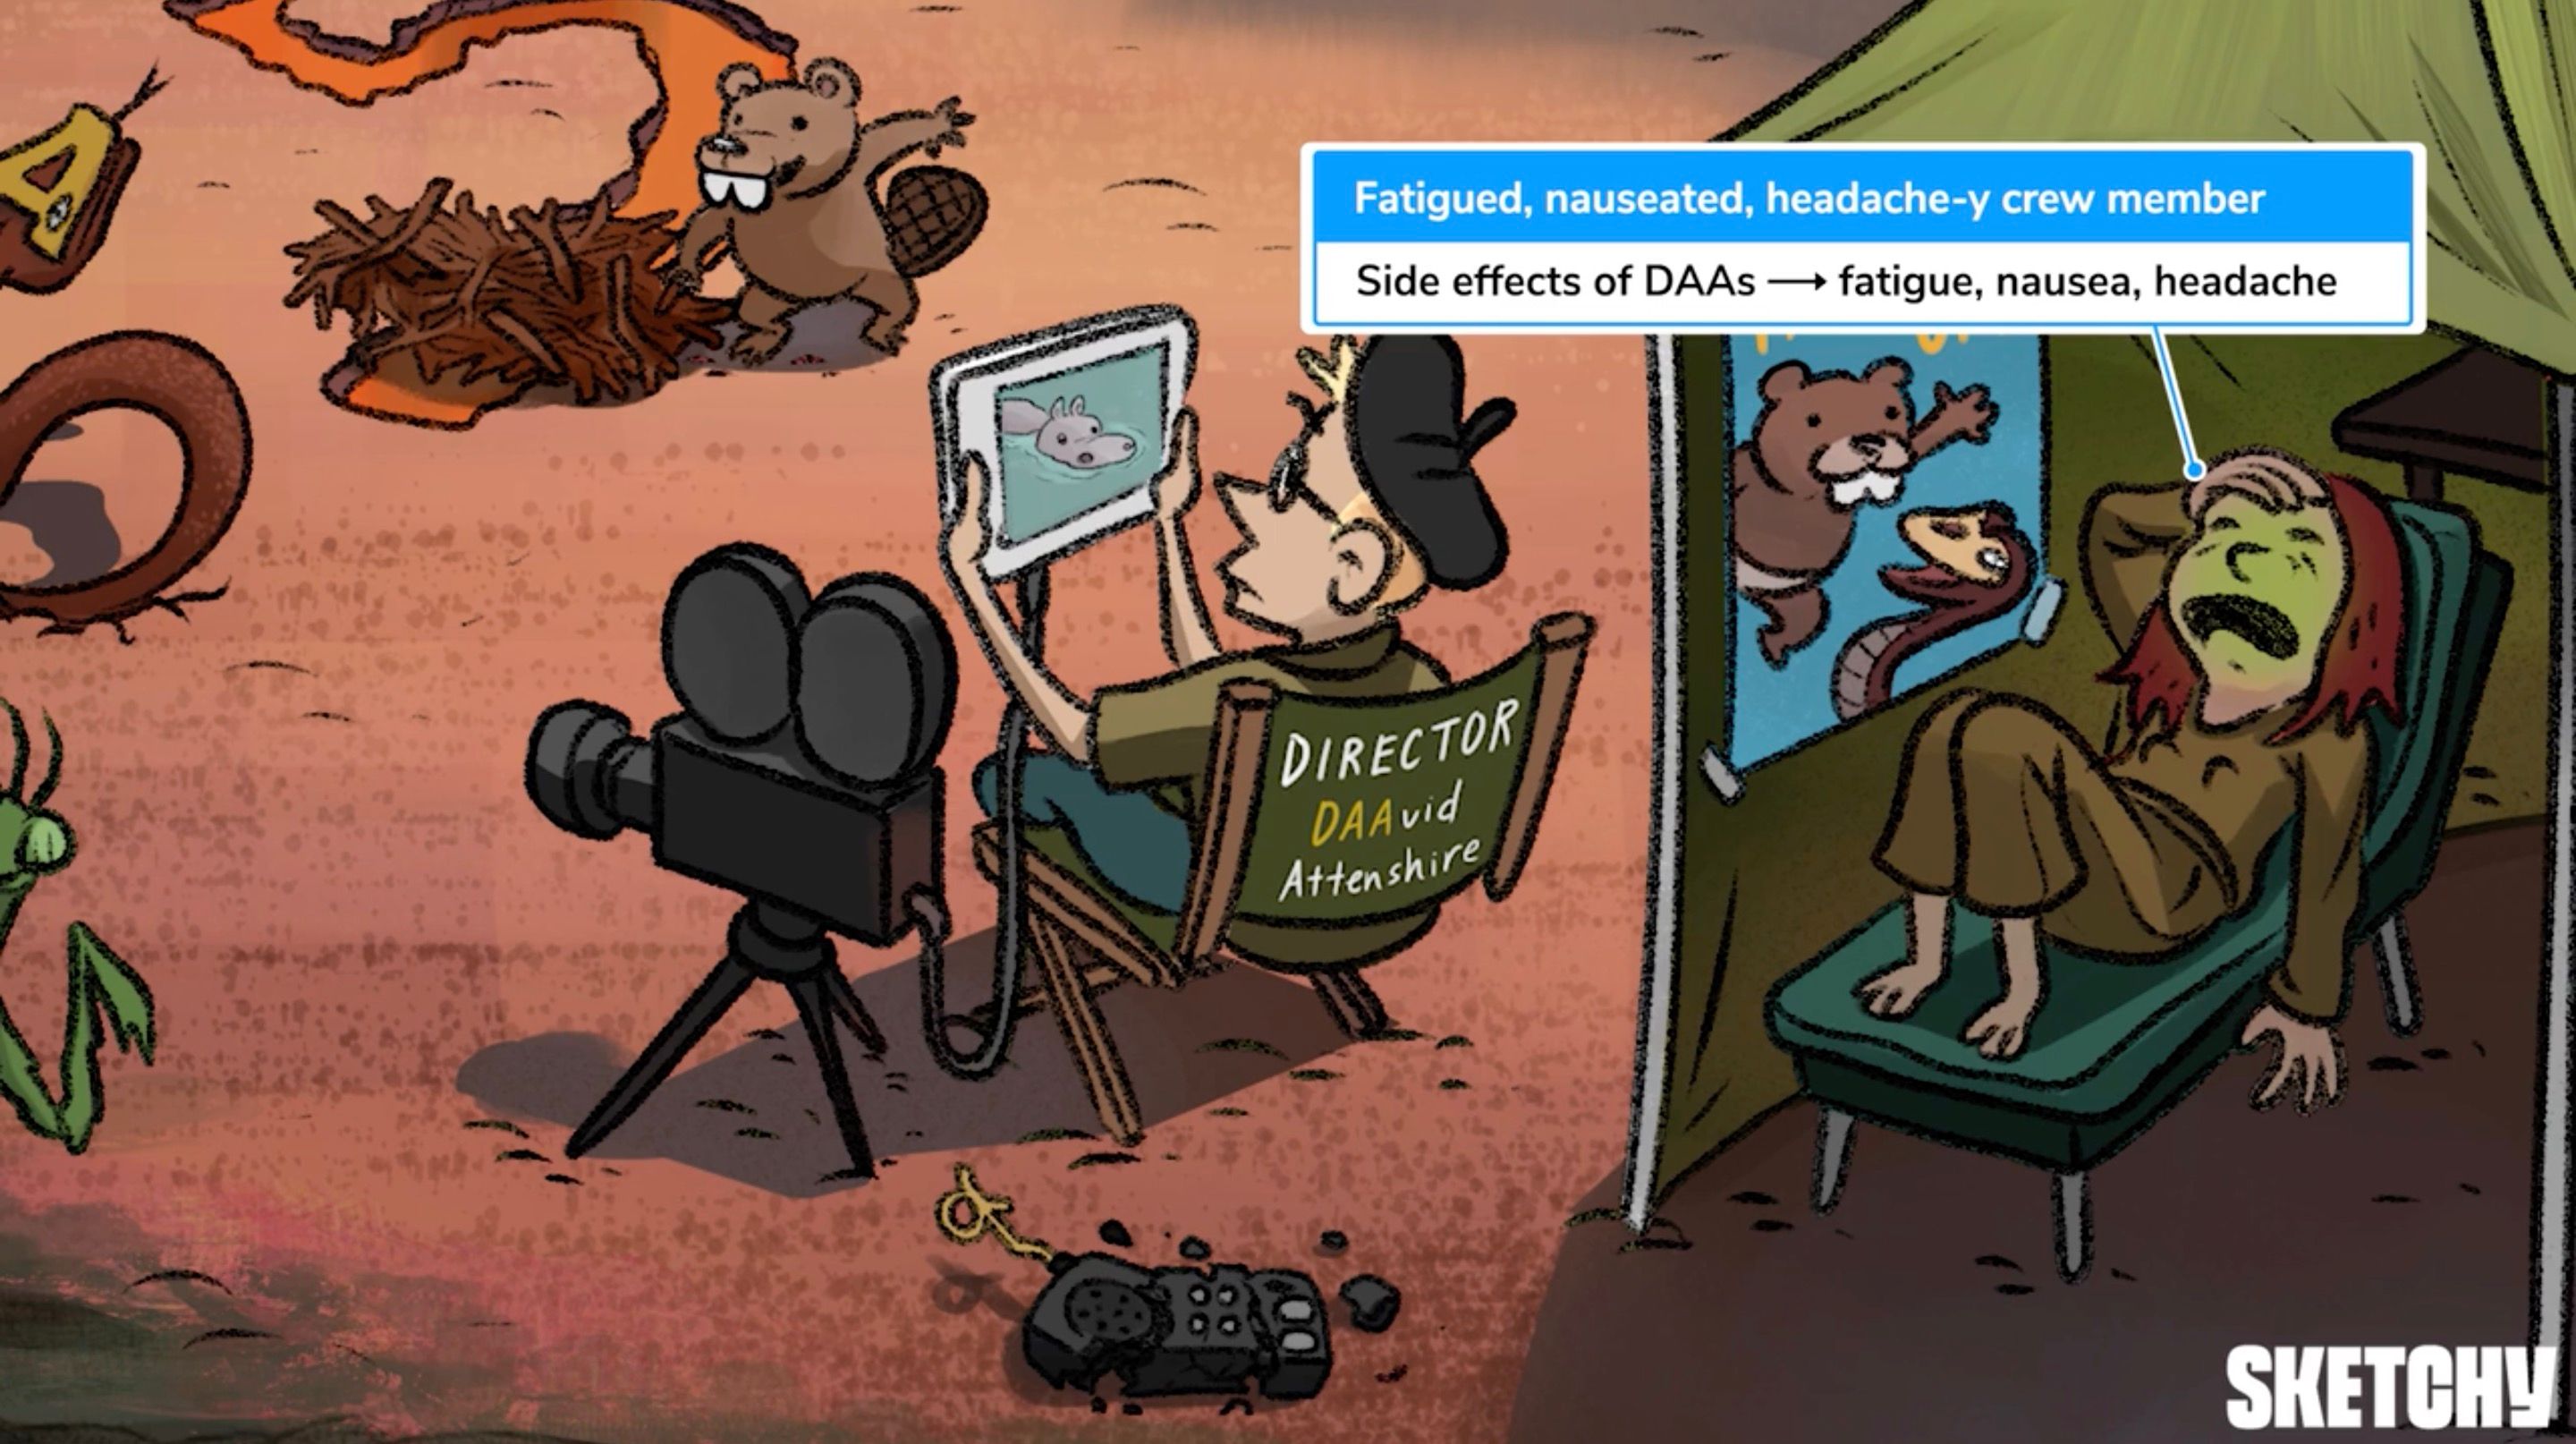 A
Fatigued, nauseated, headache-y crew member
Side effects of DAAs → fatigue, nausea, headache
DIRECTOR
DAAvid
Attenshire
SKETCHY